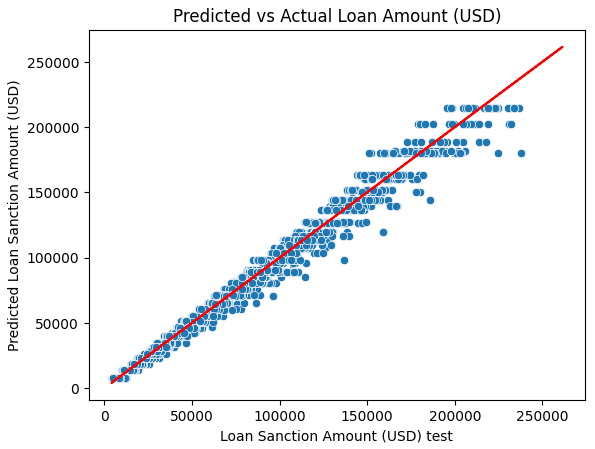 Predicted vs Actual Loan Amount (USD)
Predicted Loan Sanction Amount (USD)
250000
200000
150000
100000
50000
0
0 50000 100000 150000 200000 250000
Loan Sanction Amount (USD) test